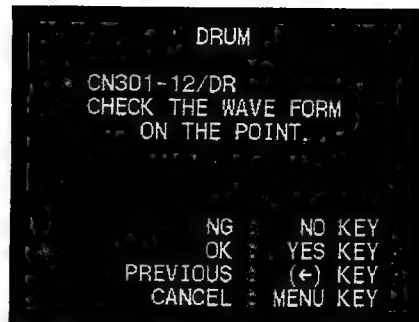 DRUM
* CN301-12/DR
CHECK THE WAVE FORM
ON THE POINT.
NG : NO KEY
OK : YES KEY
PREVIOUS : (←) KEY
CANCEL : MENU KEY